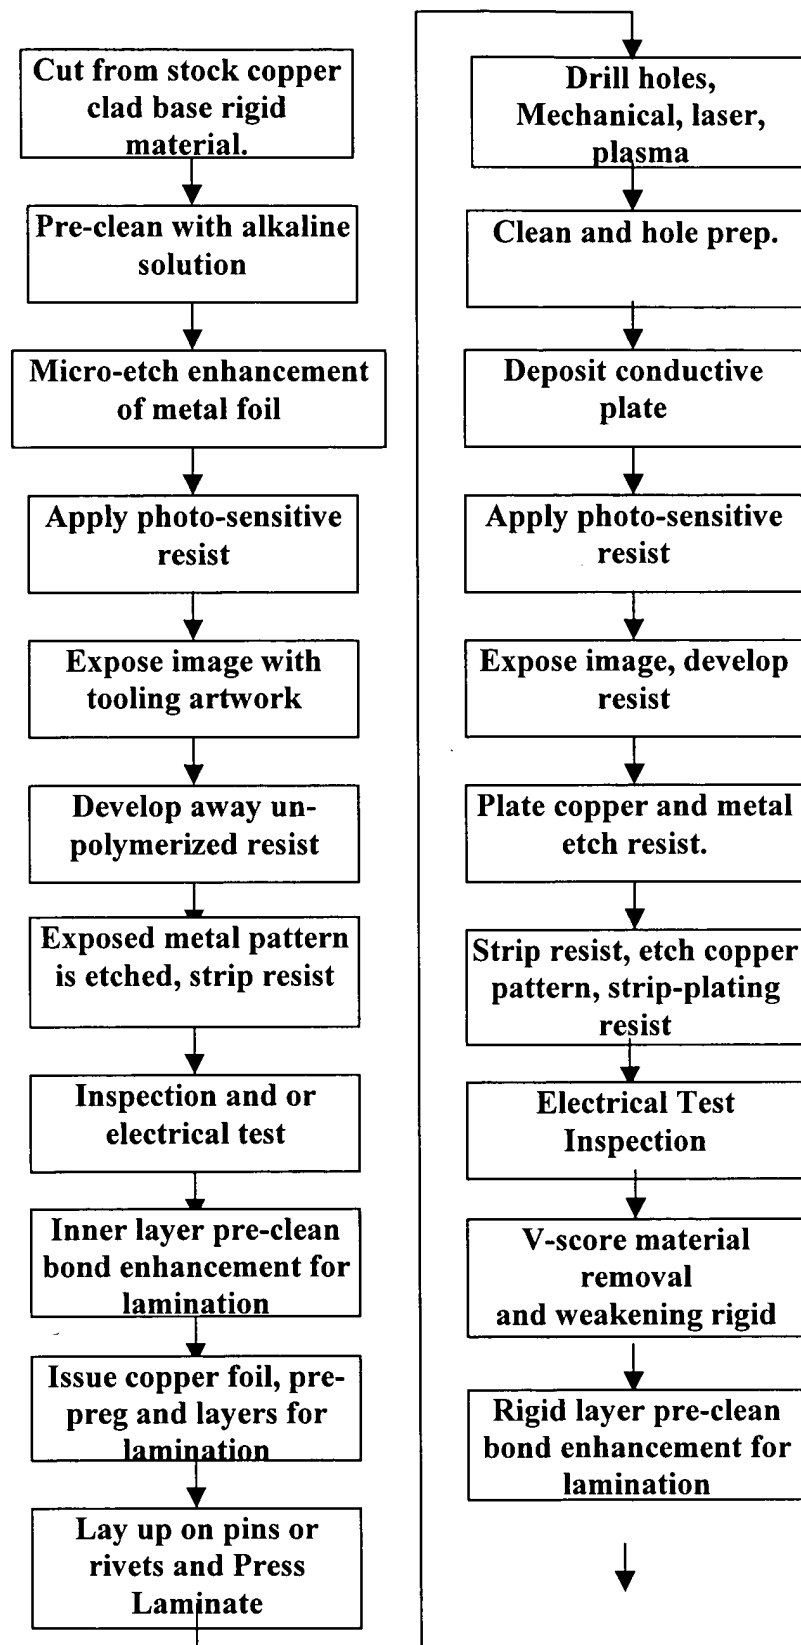 Cut from stock copper
clad base rigid
material.
Pre-clean with alkaline
solution
Micro-etch enhancement
of metal foil
Apply photo-sensitive
resist
Expose image with
tooling artwork
Develop away un-
polymerized resist
Exposed metal pattern
is etched, strip resist
Inspection and or
electrical test
Inner layer pre-clean
bond enhancement for
lamination
Issue copper foil, pre-
preg and layers for
lamination
Lay up on pins or
rivets and Press
Laminate
Drill holes,
Mechanical, laser,
plasma
Clean and hole prep.
Deposit conductive
plate
Apply photo-sensitive
resist
Expose image, develop
resist
Plate copper and metal
etch resist.
Strip resist, etch copper
pattern, strip-plating
resist
Electrical Test
Inspection
V-score material
removal
and weakening rigid
Rigid layer pre-clean
bond enhancement for
lamination